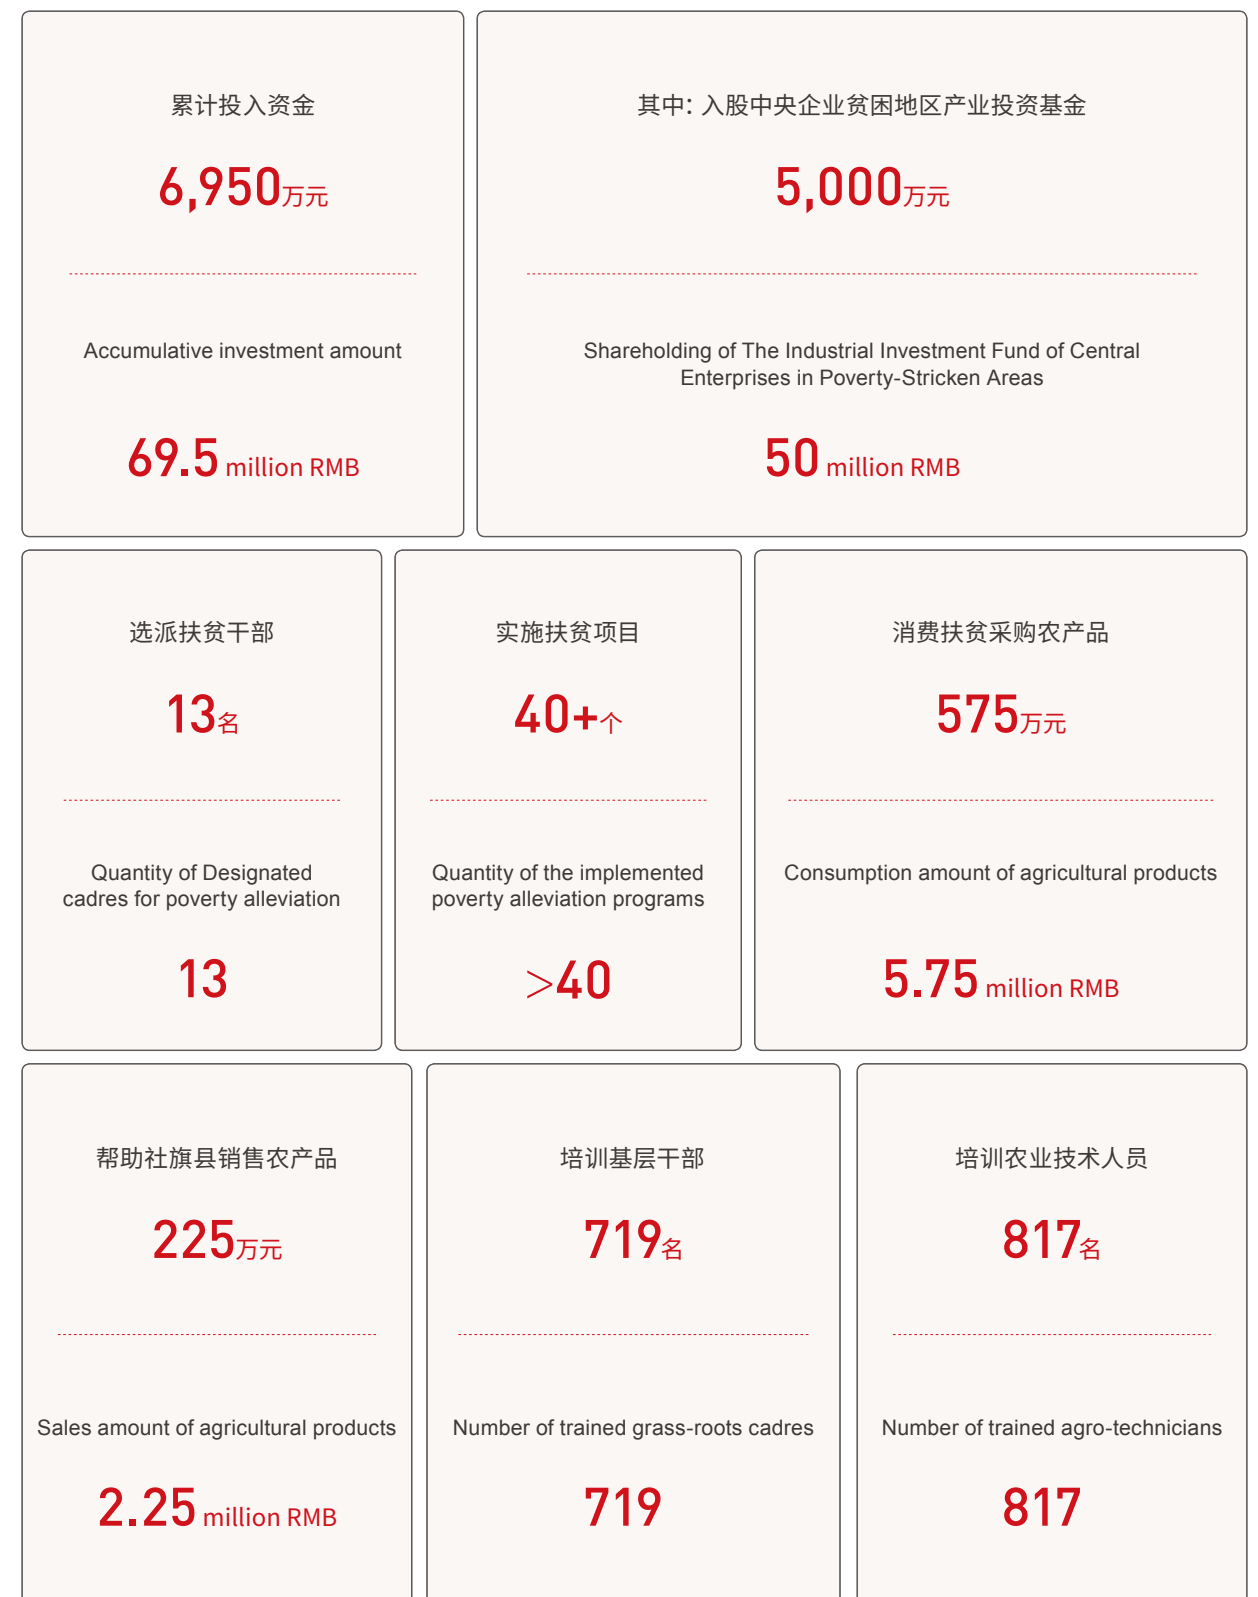 累计投入资金
6,950万元
Accumulative investment amount
69.5 million RMB
其中：入股中央企业贫困地区产业投资基金
5,000万元
Shareholding of The Industrial Investment Fund of Central
Enterprises in Poverty-Stricken Areas
50 million RMB
选派扶贫干部
13名
Quantity of Designated
cadres for poverty alleviation
13
实施扶贫项目
40+个
Quantity of the implemented
poverty alleviation programs
>40
消费扶贫采购农产品
575万元
Consumption amount of agricultural products
5.75 million RMB
帮助社旗县销售农产品
225万元
Sales amount of agricultural products
2.25 million RMB
培训基层干部
719名
Number of trained grass-roots cadres
719
培训农业技术人员
817名
Number of trained agro-technicians
817